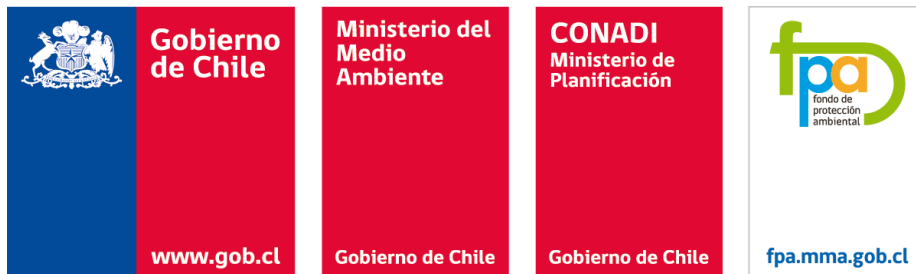 Gobierno
de Chile
www.gob.cl
Ministerio del
Medio
Ambiente
Gobierno de Chile
CONADI
Ministerio de
Planificación
Gobierno de Chile
fpa
fondo de
protección
ambiental
fpa.mma.gob.cl